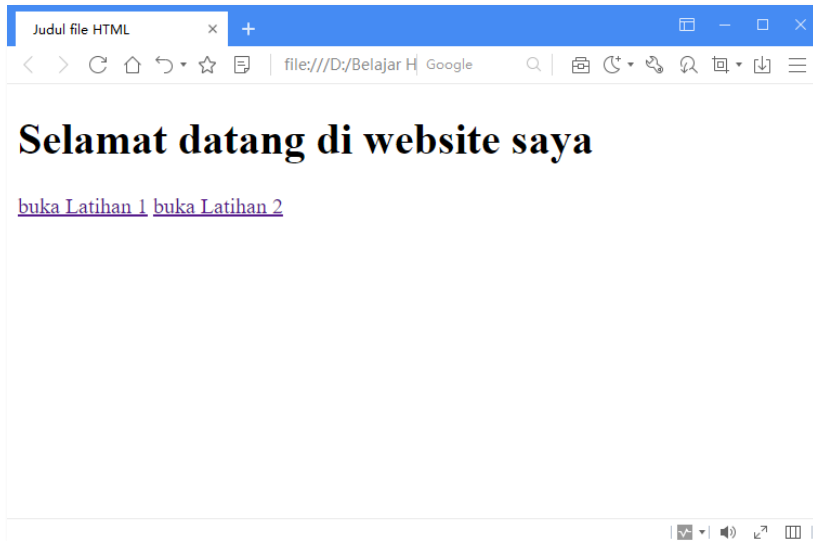 Judul file HTML
file:///D:/Belajar H Google
Selamat datang di website saya
buka Latihan 1 buka Latihan 2